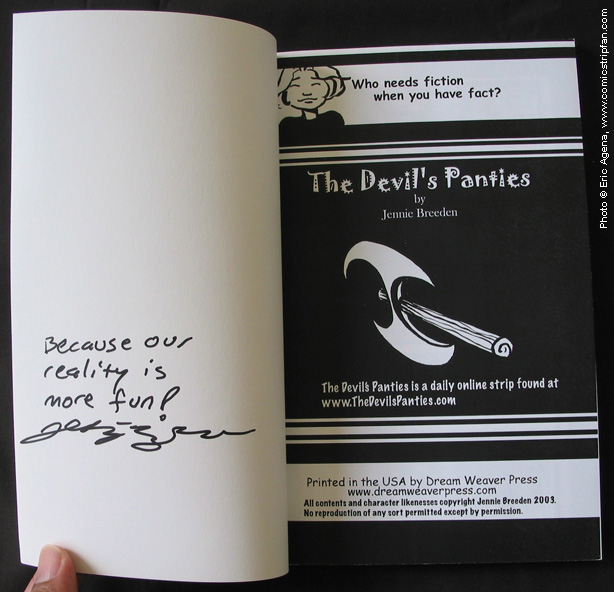 Because our
reality is
more fun!
Who needs fiction
when you have fact?
The Devil's Panties
by
Jennie Breeden
The Devil's Panties is a daily online strip found at
www.TheDevilsPanties.com
Printed in the USA by Dream Weaver Press
www.dreamweaverpress.com
All contents and character likenesses copyright Jennie Breeden 2003.
No reproduction of any sort permitted except by permission.
Photo © Eric Agena, www.comicstripfan.com